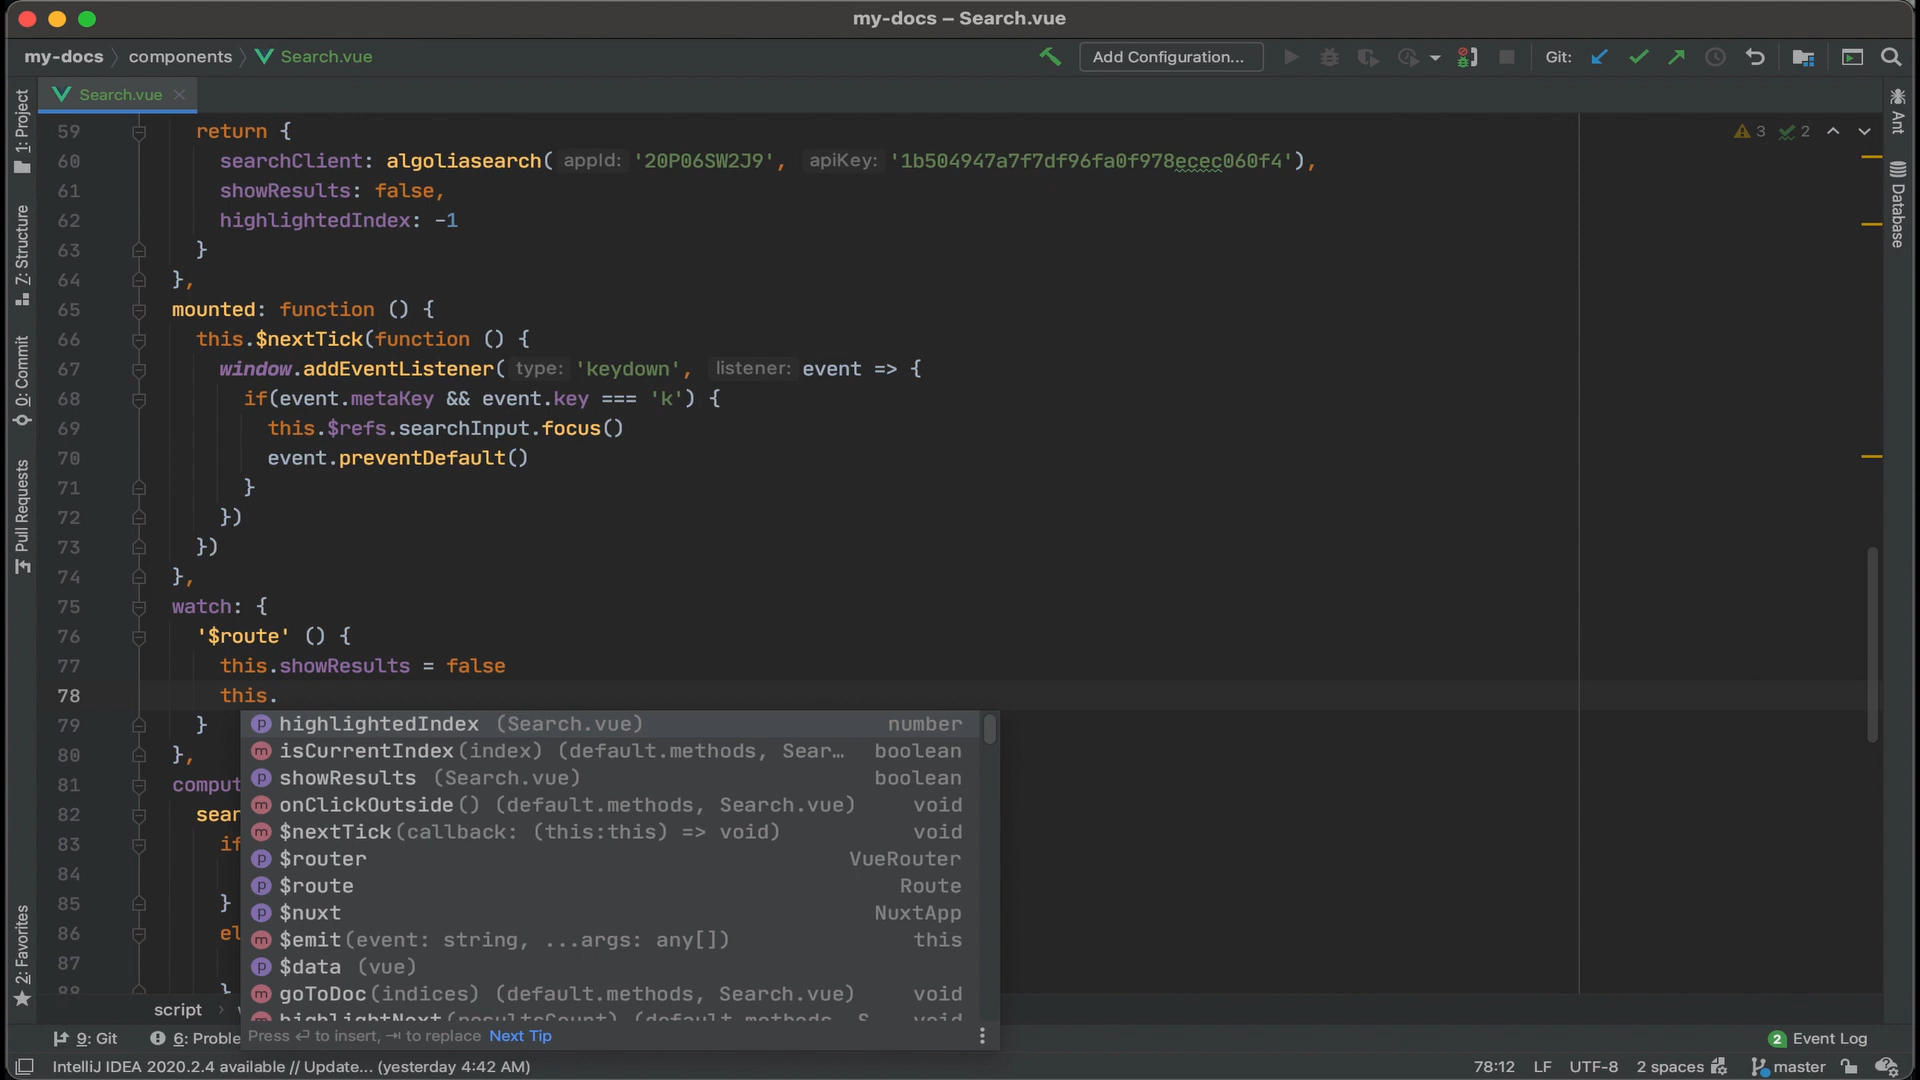 my-docs – Search.vue
my-docs components Search.vue Add Configuration... Git:
Search.vue
59 return {
60 searchClient: algoliasearch( appId: '20P06SW2J9', apiKey: '1b504947a7f7df96fa0f978ecec060f4'),
61 showResults: false,
62 highlightedIndex: -1
63 }
64 },
65 mounted: function () {
66 this.$nextTick(function () {
67 window.addEventListener( type: 'keydown', listener: event => {
68 if(event.metaKey && event.key === 'k') {
69 this.$refs.searchInput.focus()
70 event.preventDefault()
71 }
72 })
73 })
74 },
75 watch: {
76 '$route' () {
77 this.showResults = false
78 this.
79 }
80 },
81 comput
82 sear
83 if
84
85 }
86 el
87
88 }
3 2
highlightedIndex (Search.vue) number
isCurrentIndex(index) (default.methods, Sear… boolean
showResults (Search.vue) boolean
onClickOutside() (default.methods, Search.vue) void
$nextTick(callback: (this:this) => void) void
$router VueRouter
$route Route
$nuxt NuxtApp
$emit(event: string, ...args: any[]) this
$data (vue)
goToDoc(indices) (default.methods, Search.vue) void
highlightNext(resultsCount) (default.methods, S void
Press ↵ to insert, ⇥ to replace Next Tip
1: Project
7: Structure
0: Commit
Pull Requests
2: Favorites
Ant
Database
script
9: Git 6: Proble 2 Event Log
IntelliJ IDEA 2020.2.4 available // Update... (yesterday 4:42 AM) 78:12 LF UTF-8 2 spaces master